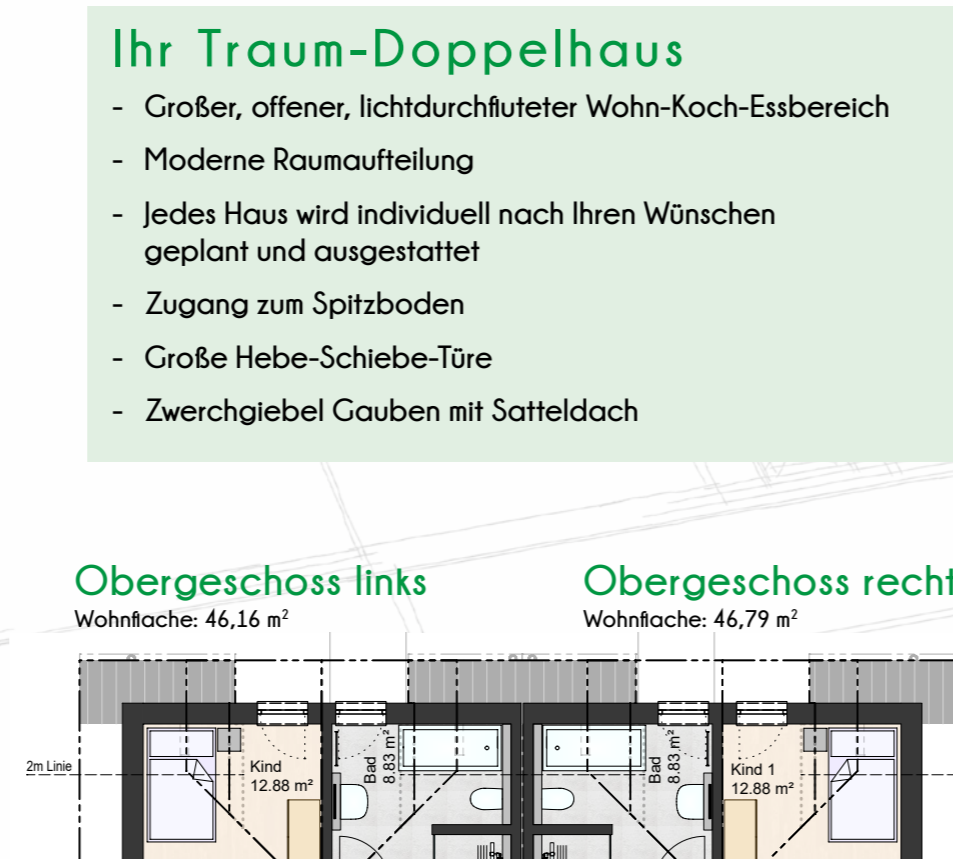 Ihr Traum-Doppelhaus
- Großer, offener, lichtdurchfluteter Wohn-Koch-Essbereich
- Moderne Raumaufteilung
- Jedes Haus wird individuell nach Ihren Wünschen
geplant und ausgestattet
- Zugang zum Spitzboden
- Große Hebe-Schiebe-Türe
- Zwerchgiebel Gauben mit Satteldach
Obergeschoss links
Wohnfläche: 46,16 m²
Obergeschoss recht
Wohnfläche: 46,79 m²
2m Linie
Kind
12.88 m²
Bad
8.83 m²
Bad
8.83 m²
Kind 1
12.88 m²